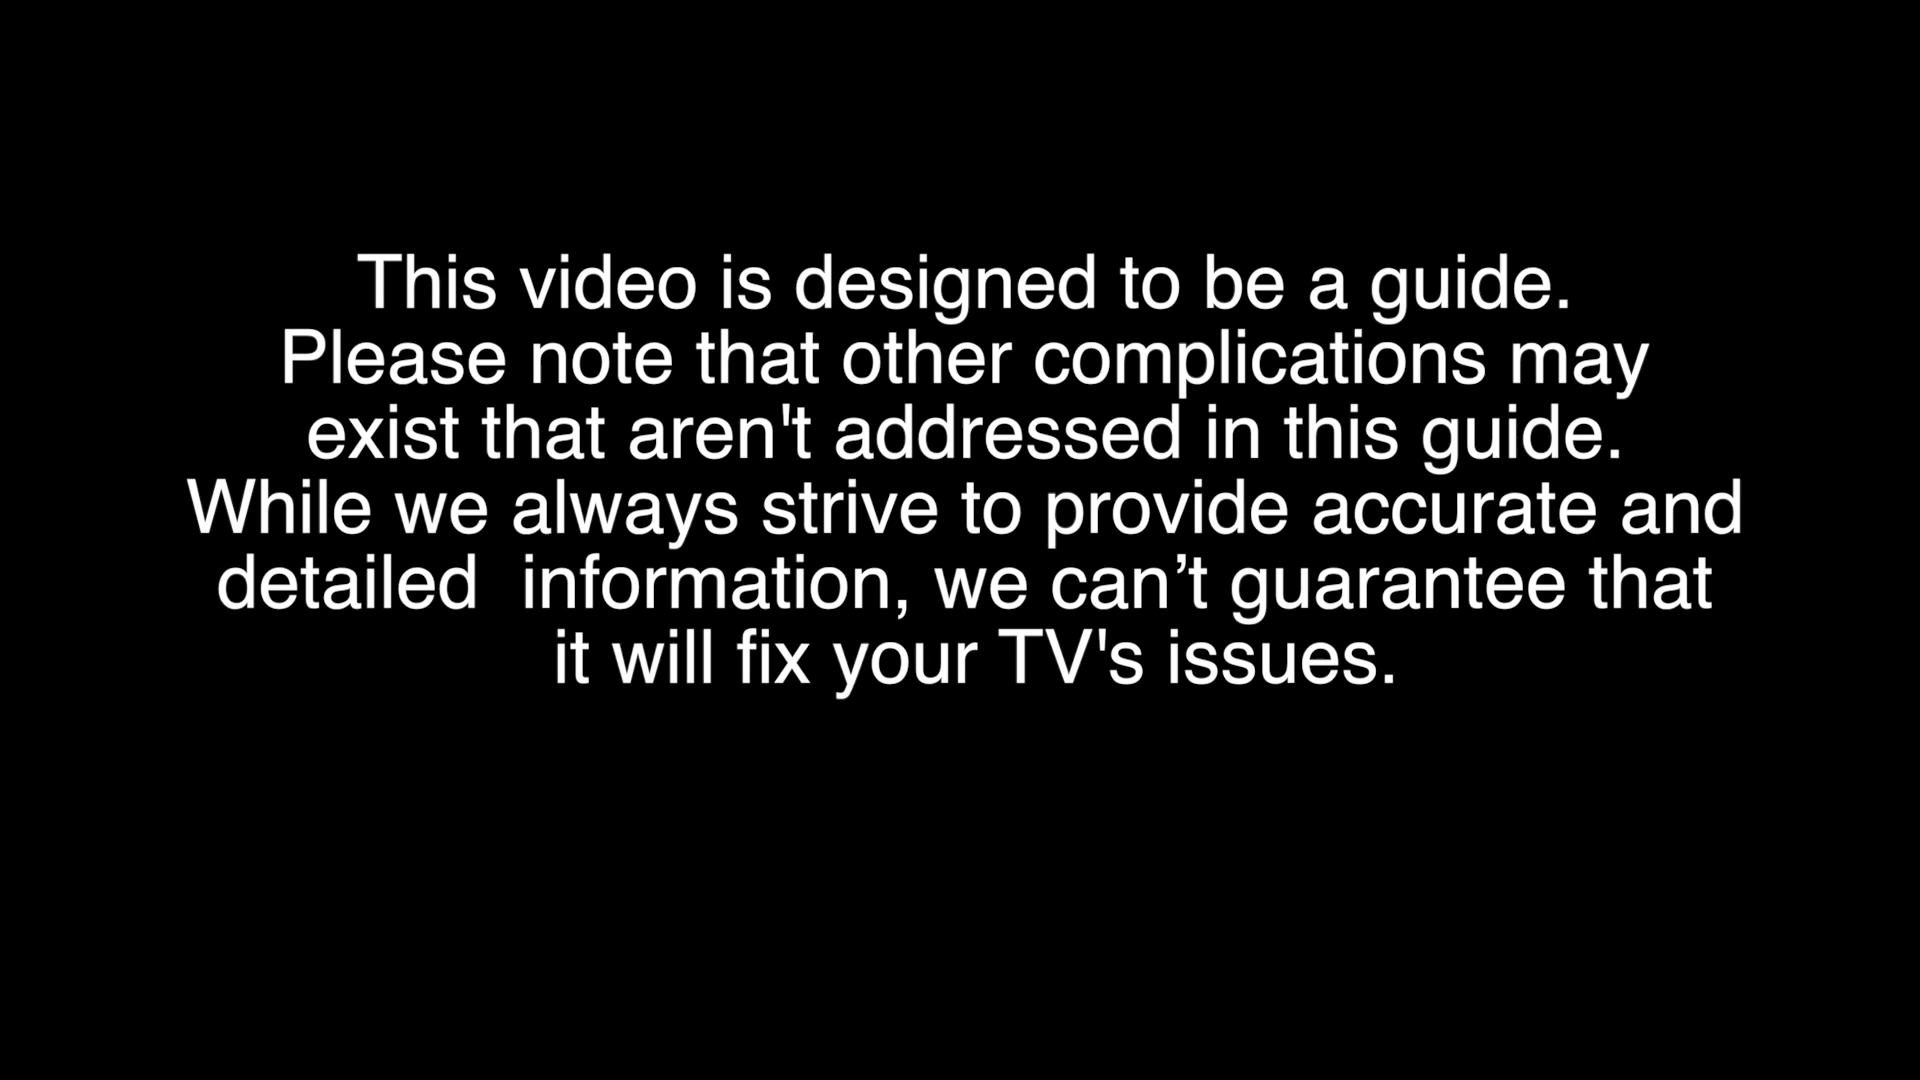 This video is designed to be a guide.
Please note that other complications may
exist that aren't addressed in this guide.
While we always strive to provide accurate and
detailed  information, we can’t guarantee that
it will fix your TV's issues.